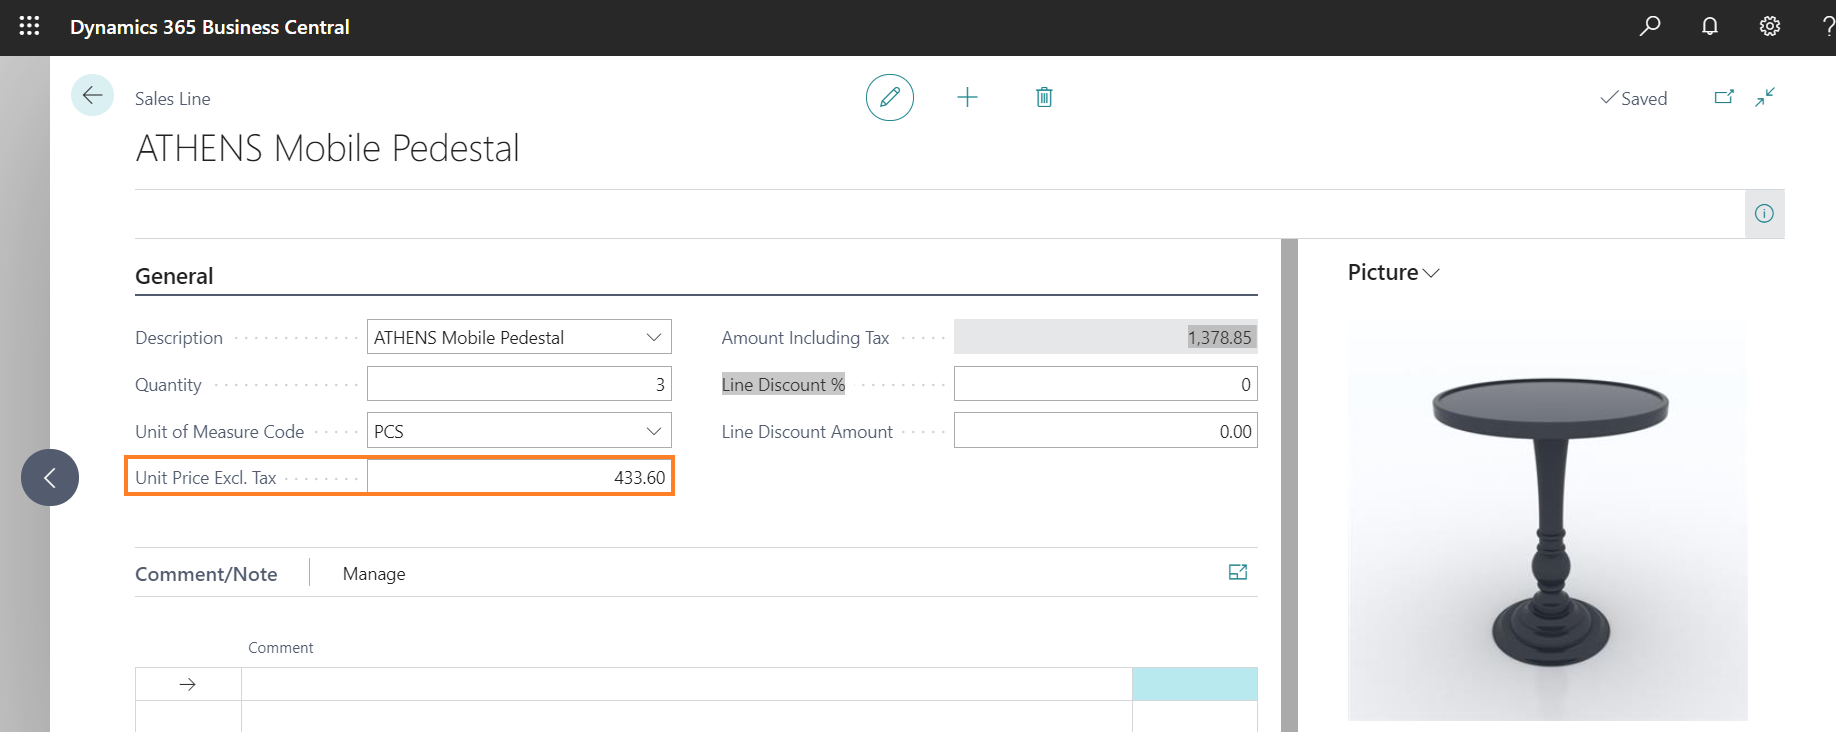 Dynamics 365 Business Central
?
Sales Line
Saved
ATHENS Mobile Pedestal
General
Picture
Description
ATHENS Mobile Pedestal
Amount Including Tax
1,378.85
Quantity
3
Line Discount %
0
Unit of Measure Code
PCS
Line Discount Amount
0.00
Unit Price Excl. Tax
433.60
Comment/Note
Manage
Comment